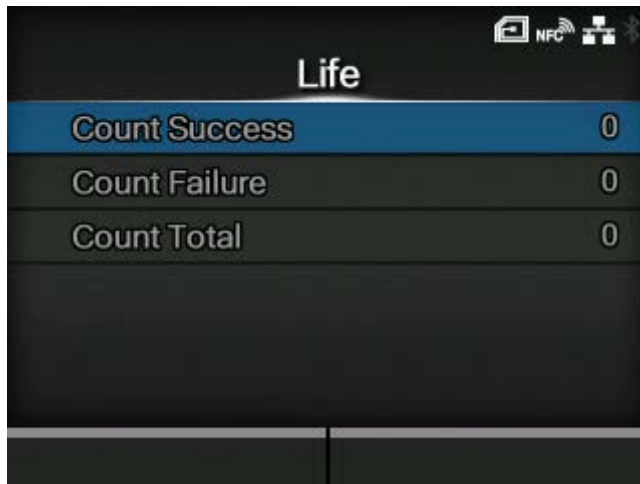 NFC
Life
Count Success 0
Count Failure 0
Count Total 0